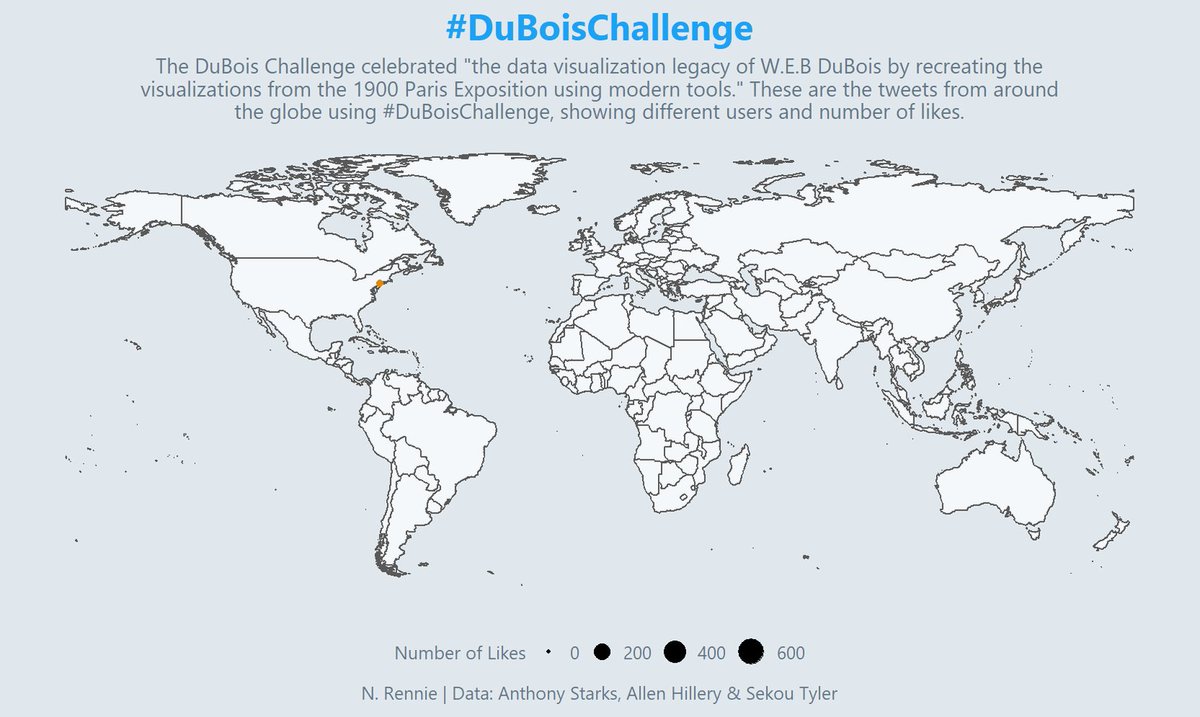 #DuBoisChallenge
The DuBois Challenge celebrated "the data visualization legacy of W.E.B DuBois by recreating the
visualizations from the 1900 Paris Exposition using modern tools." These are the tweets from around
the globe using #DuBoisChallenge, showing different users and number of likes.
Number of Likes 0 200 400 600
N. Rennie | Data: Anthony Starks, Allen Hillery & Sekou Tyler